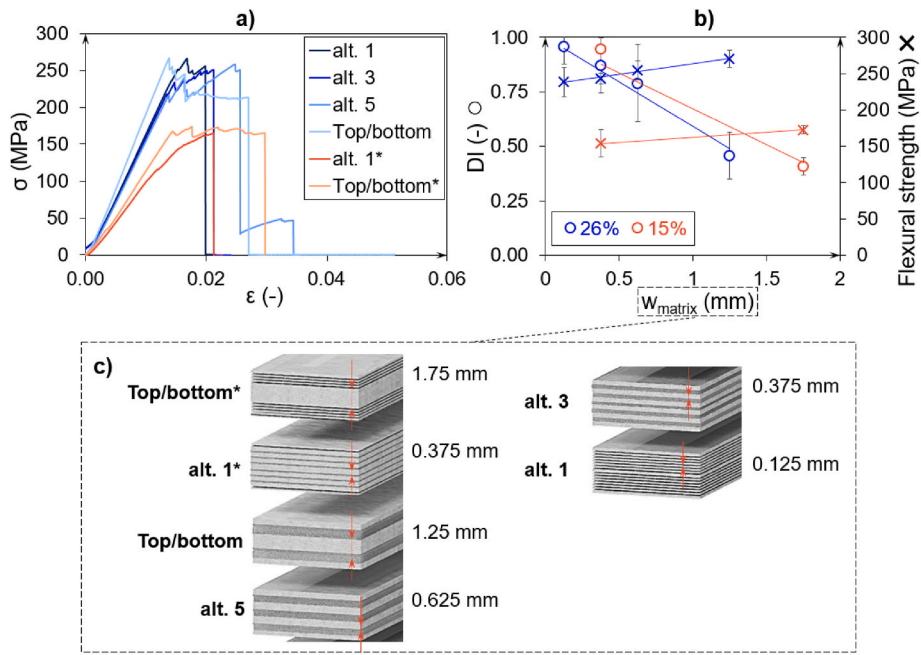 a)
300
250
200
150
100
50
0
σ (MPa)
0.00
0.02
0.04
0.06
ε (-)
alt. 1
alt. 3
alt. 5
Top/bottom
alt. 1*
Top/bottom*
b)
1.00
0.75
0.50
0.25
0.00
DI (-)
300
250
200
150
100
50
0
Flexural strength (MPa)
26%
15%
0
0.5
1
1.5
2
w_matrix (mm)
c)
Top/bottom*
1.75 mm
alt. 1*
0.375 mm
Top/bottom
1.25 mm
alt. 5
0.625 mm
alt. 3
0.375 mm
alt. 1
0.125 mm